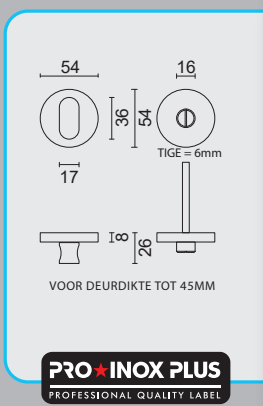 54
16
36
54
TIGE = 6mm
17
8
26
VOOR DEURDIKTE TOT 45MM
PRO★INOX PLUS
PROFESSIONAL QUALITY LABEL